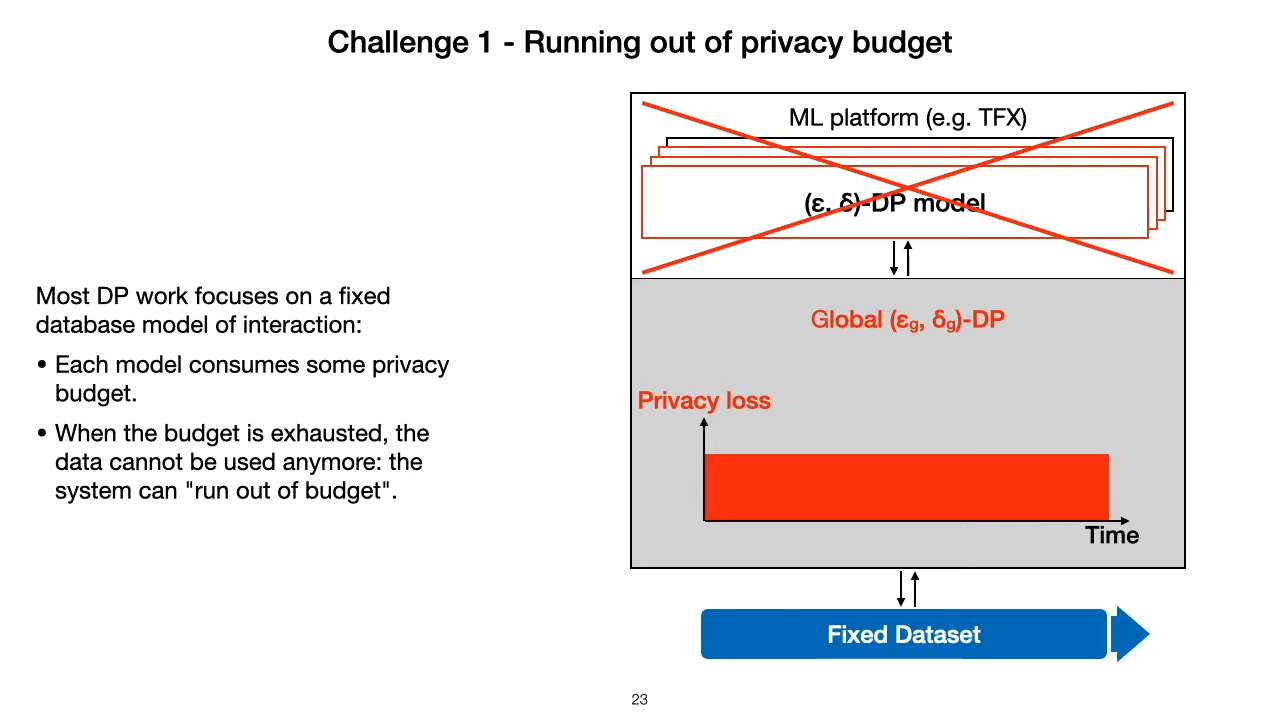 Challenge 1 - Running out of privacy budget
Most DP work focuses on a fixed
database model of interaction:
• Each model consumes some privacy
budget.
• When the budget is exhausted, the
data cannot be used anymore: the
system can "run out of budget".
ML platform (e.g. TFX)
(ε, δ)-DP model
Global (εg, δg)-DP
Privacy loss
Time
Fixed Dataset
23